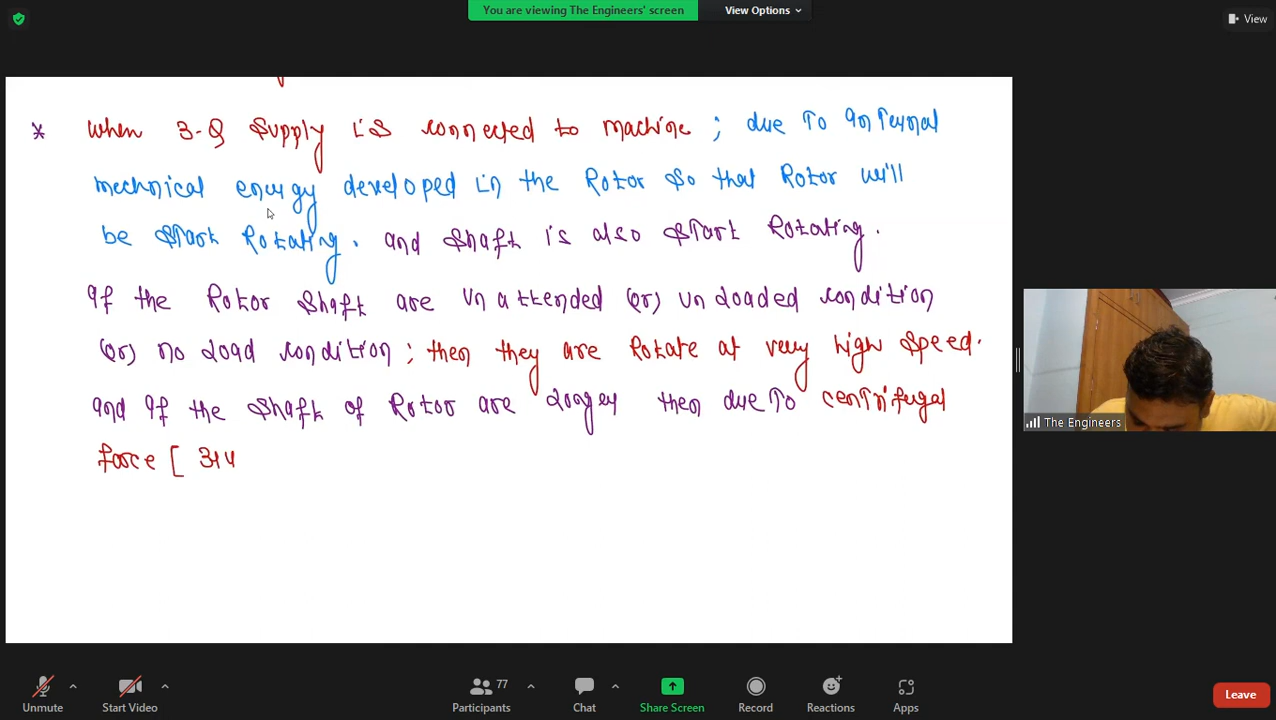 You are viewing The Engineers' screen
View Options
View
* when 3-Q supply is connected to machine ; due to internal
mechnical energy developed in the Rotor so that Rotor will
be start Rotating. and shaft is also start Rotating.
If the Rotor shaft are unattended (or) unloaded condition
(or) no load condition ; then they are Rotate at very high speed.
and If the shaft of Rotor are longer then due to centrifugal
force [
The Engineers
Unmute
Start Video
77
Participants
Chat
Share Screen
Record
Reactions
Apps
Leave